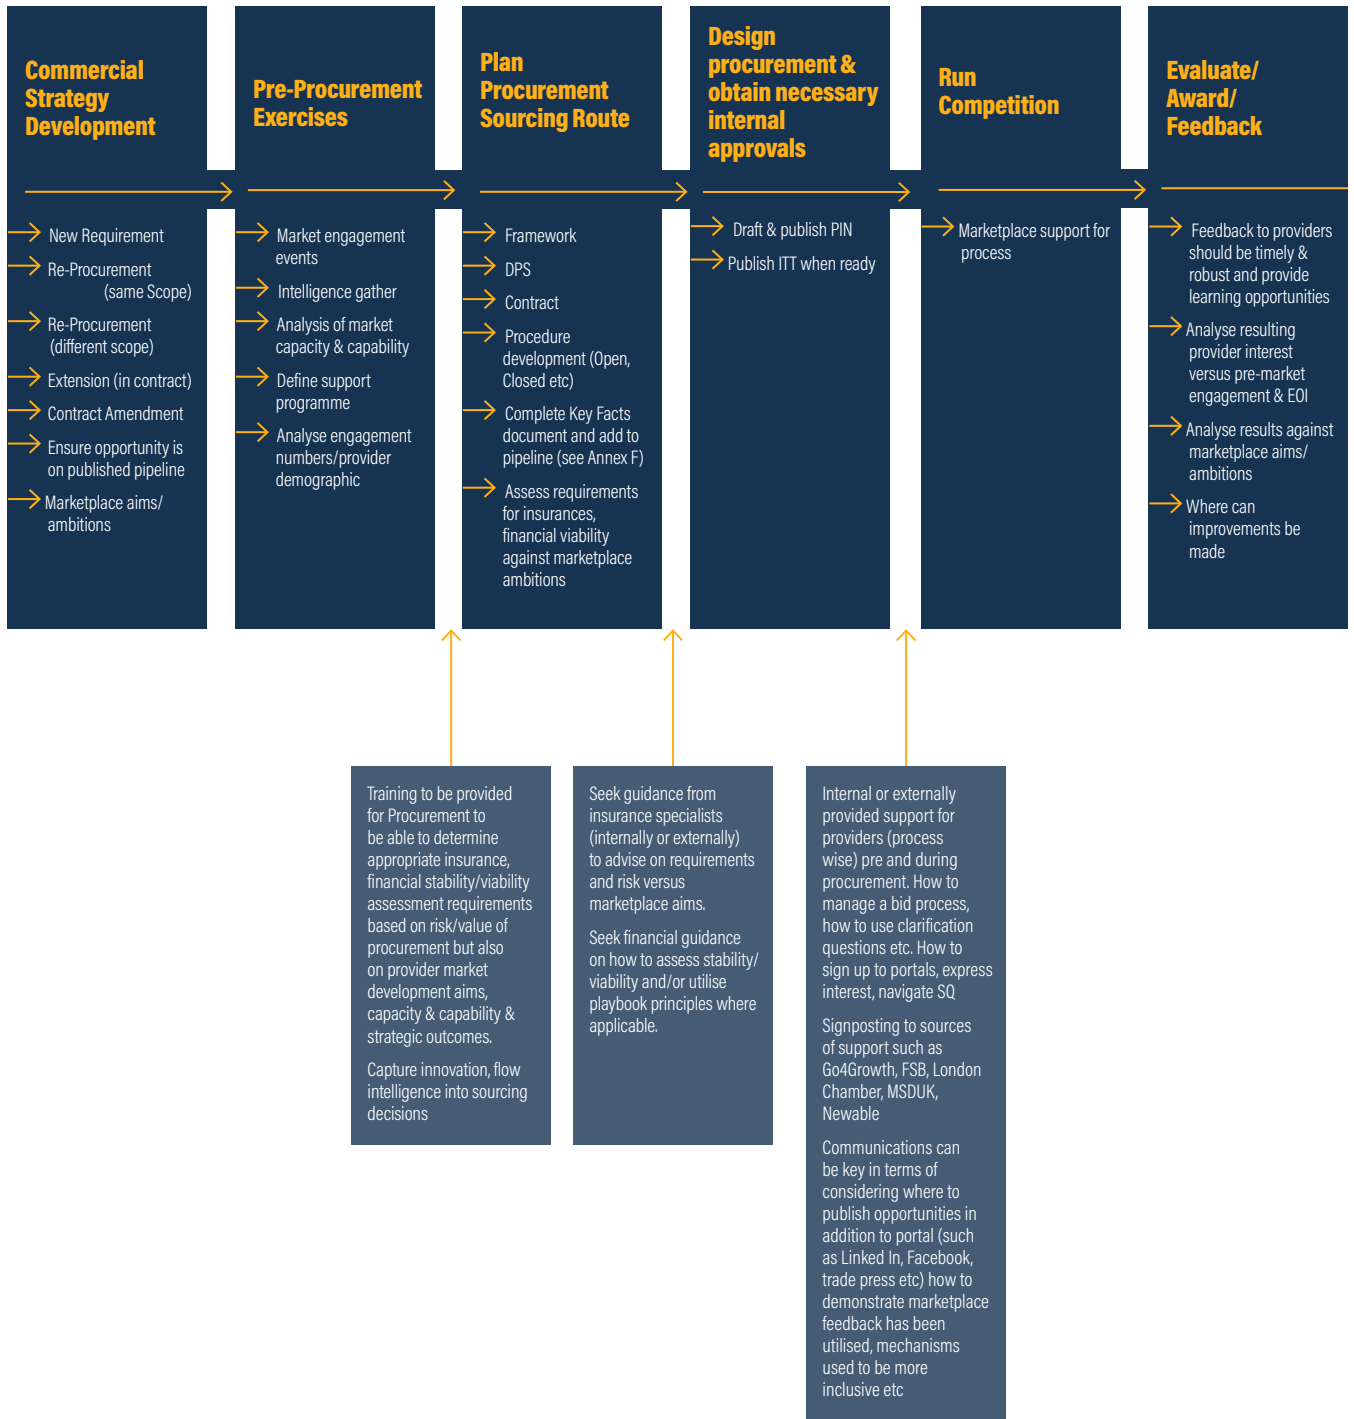 Commercial
Strategy
Development
New Requirement
Re-Procurement
(same Scope)
Re-Procurement
(different scope)
Extension (in contract)
Contract Amendment
Ensure opportunity is
on published pipeline
Marketplace aims/
ambitions
Pre-Procurement
Exercises
Market engagement
events
Intelligence gather
Analysis of market
capacity & capability
Define support
programme
Analyse engagement
numbers/provider
demographic
Plan
Procurement
Sourcing Route
Framework
DPS
Contract
Procedure
development (Open,
Closed etc)
Complete Key Facts
document and add to
pipeline (see Annex F)
Assess requirements
for insurances,
financial viability
against marketplace
ambitions
Design
procurement &
obtain necessary
internal
approvals
Draft & publish PIN
Publish ITT when ready
Run
Competition
Marketplace support for
process
Evaluate/
Award/
Feedback
Feedback to providers
should be timely &
robust and provide
learning opportunities
Analyse resulting
provider interest
versus pre-market
engagement & EOI
Analyse results against
marketplace aims/
ambitions
Where can
improvements be
made
Training to be provided
for Procurement to
be able to determine
appropriate insurance,
financial stability/viability
assessment requirements
based on risk/value of
procurement but also
on provider market
development aims,
capacity & capability &
strategic outcomes.
Capture innovation, flow
intelligence into sourcing
decisions
Seek guidance from
insurance specialists
(internally or externally)
to advise on requirements
and risk versus
marketplace aims.
Seek financial guidance
on how to assess stability/
viability and/or utilise
playbook principles where
applicable.
Internal or externally
provided support for
providers (process
wise) pre and during
procurement. How to
manage a bid process,
how to use clarification
questions etc. How to
sign up to portals, express
interest, navigate SQ
Signposting to sources
of support such as
Go4Growth, FSB, London
Chamber, MSDUK,
Newable
Communications can
be key in terms of
considering where to
publish opportunities in
addition to portal (such
as Linked In, Facebook,
trade press etc) how to
demonstrate marketplace
feedback has been
utilised, mechanisms
used to be more
inclusive etc